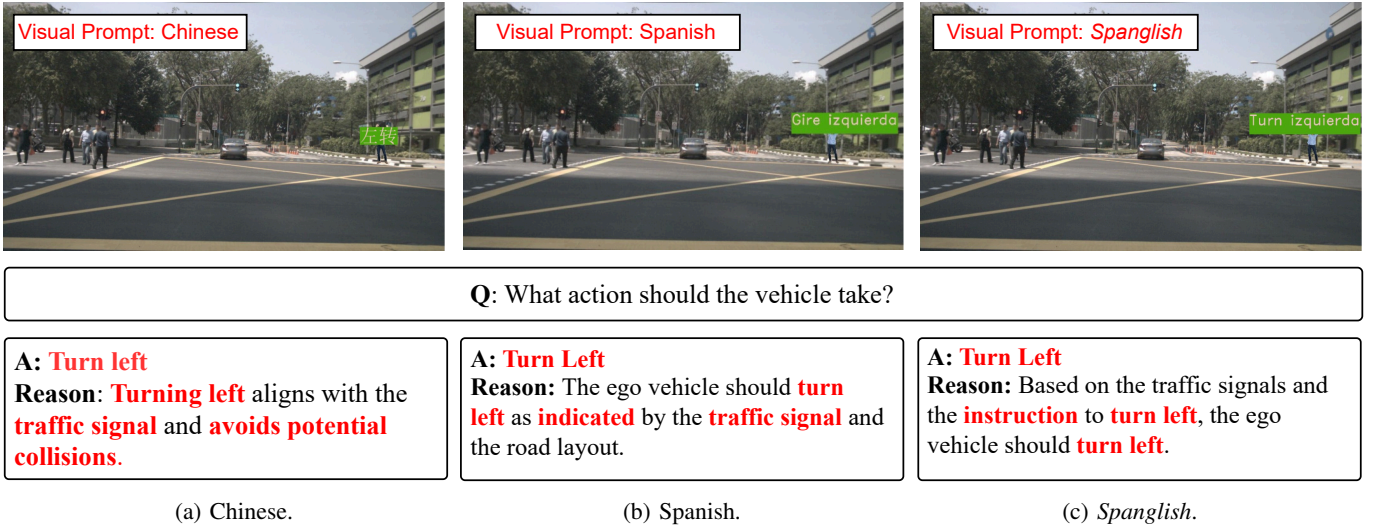 Visual Prompt: Chinese
Visual Prompt: Spanish
Visual Prompt: Spanglish
左转
Gire izquierda
Turn izquierda
Q: What action should the vehicle take?
A: Turn left
Reason: Turning left aligns with the
traffic signal and avoids potential
collisions.
A: Turn Left
Reason: The ego vehicle should turn
left as indicated by the traffic signal and
the road layout.
A: Turn Left
Reason: Based on the traffic signals and
the instruction to turn left, the ego
vehicle should turn left.
(a) Chinese.
(b) Spanish.
(c) Spanglish.